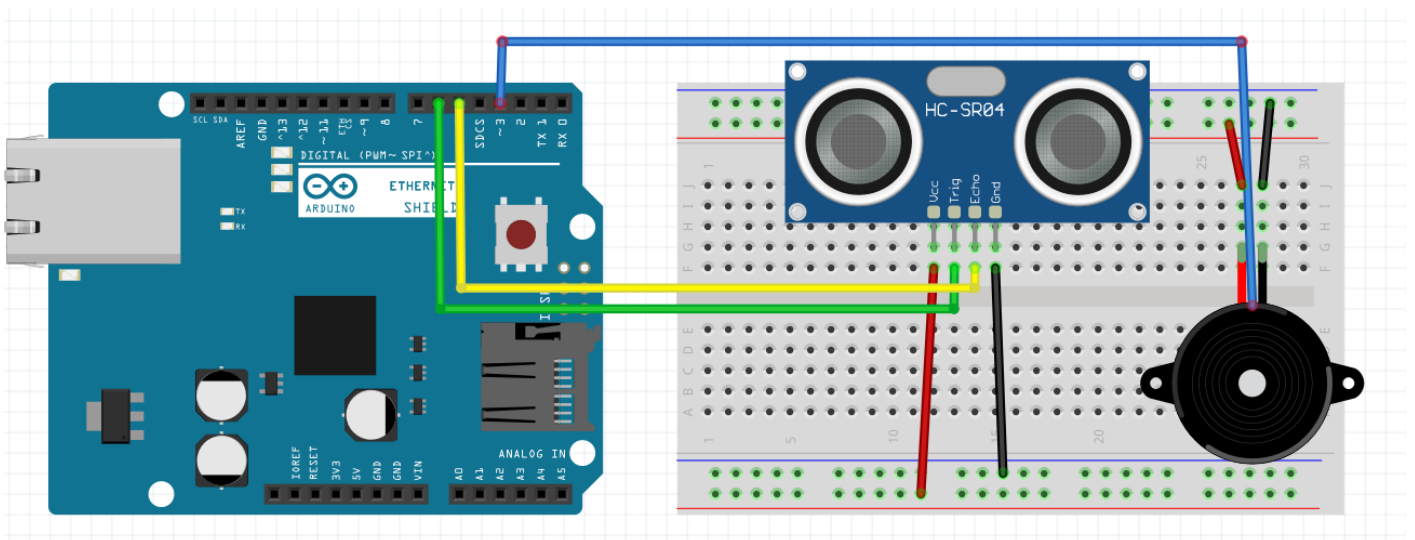 HC-SR04
Vcc
Trig
Echo
Gnd
SCL SDA
AREF
GND
^13
^12
~11
~9
8
7
SDCS
~3
2
TX 1
RX 0
DIGITAL (PWM~ SPI^)
ETHERNET
SHIELD
ARDUINO
TX
RX
IOREF
RESET
3V3
5V
GND
GND
VIN
ANALOG IN
A0
A1
A2
A3
A4
A5
1
25
30
J
J
I
I
H
H
G
G
F
F
E
E
D
C
B
A
1
5
10
15
20